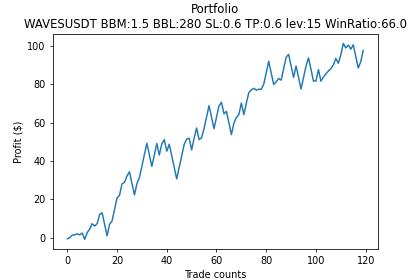 Portfolio
WAVESUSDT BBM:1.5 BBL:280 SL:0.6 TP:0.6 lev:15 WinRatio:66.0
100
80
60
40
20
0
Profit ($)
0 20 40 60 80 100 120
Trade counts